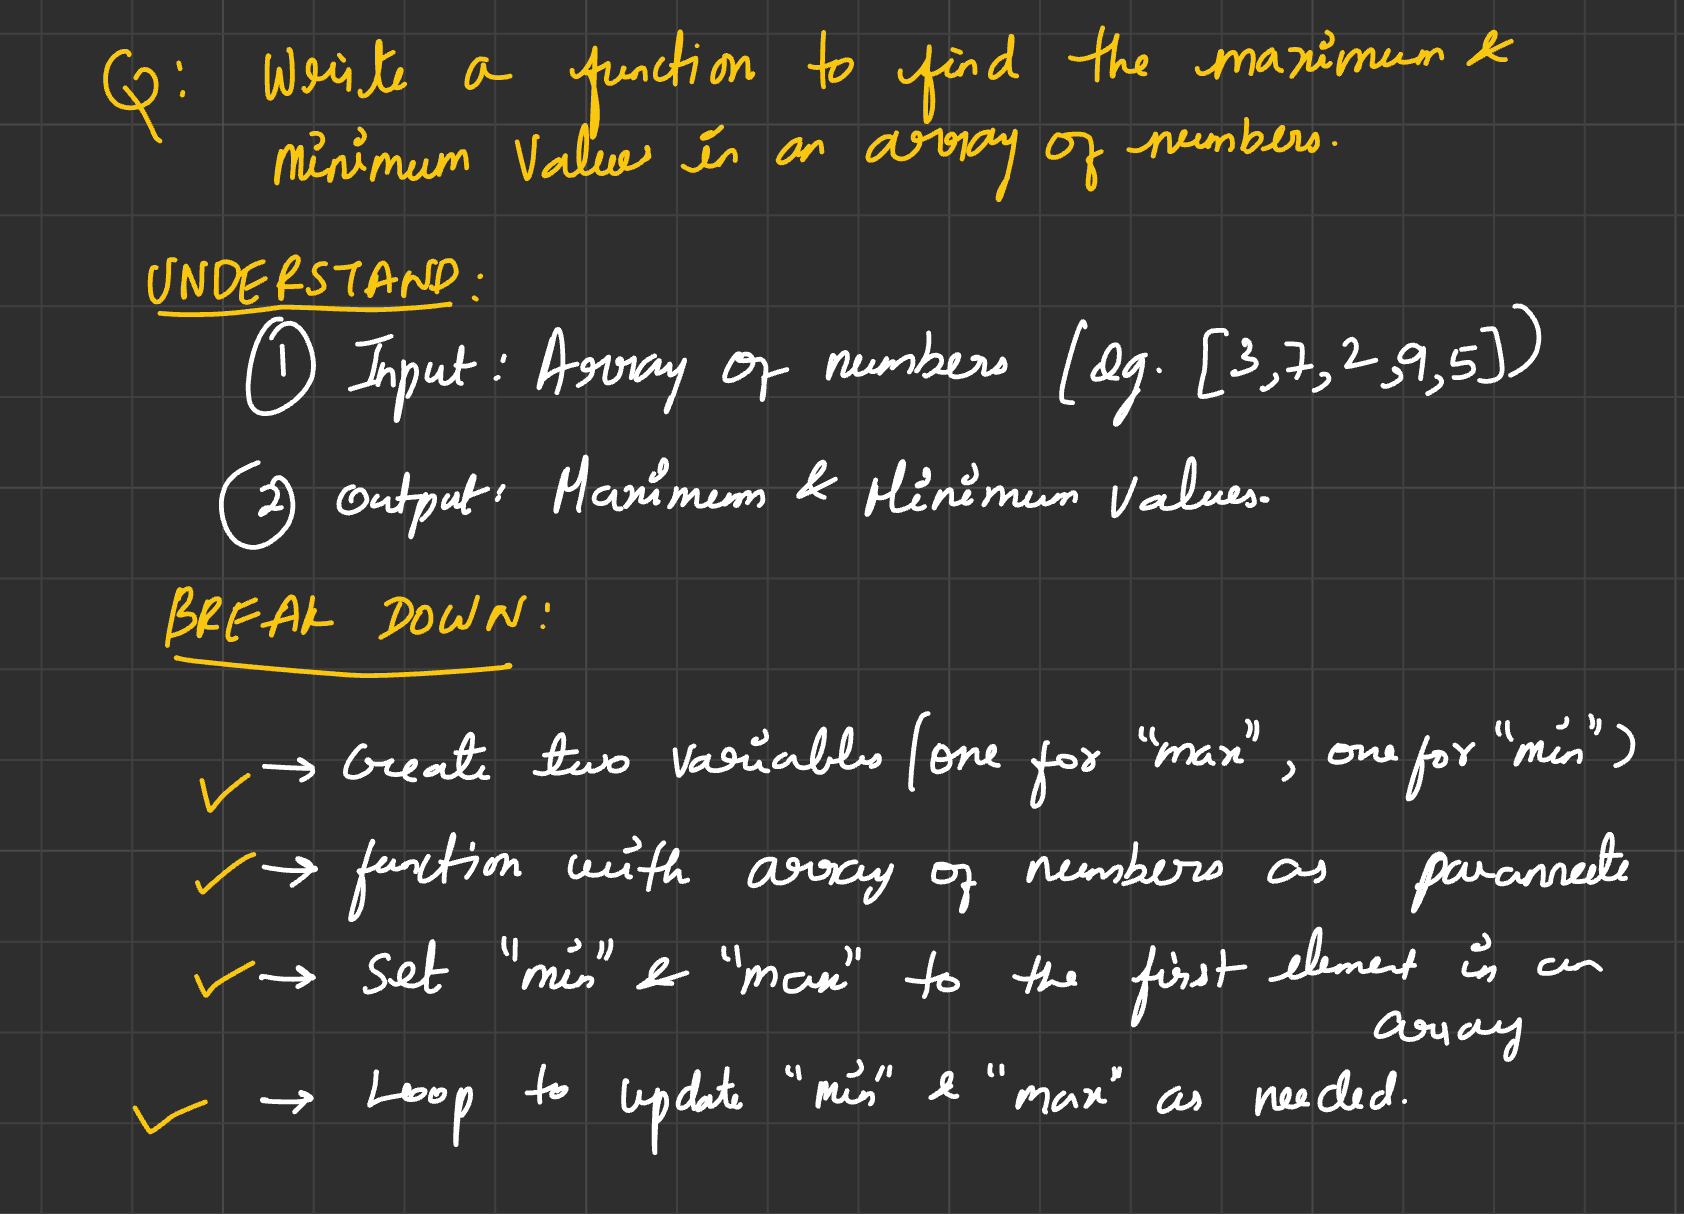 Q: Write a function to find the maximum &
minimum values in an array of numbers.
UNDERSTAND:
① Input: Array of numbers (eg. [3,7,2,9,5])
② Output: Maximum & Minimum Values.
BREAK DOWN:
✓ → Create two variables (one for "max", one for "min")
✓ → function with array of numbers as paramete
✓ → Set "min" & "max" to the first element in an
array
✓ → Loop to update "min" & "max" as needed.